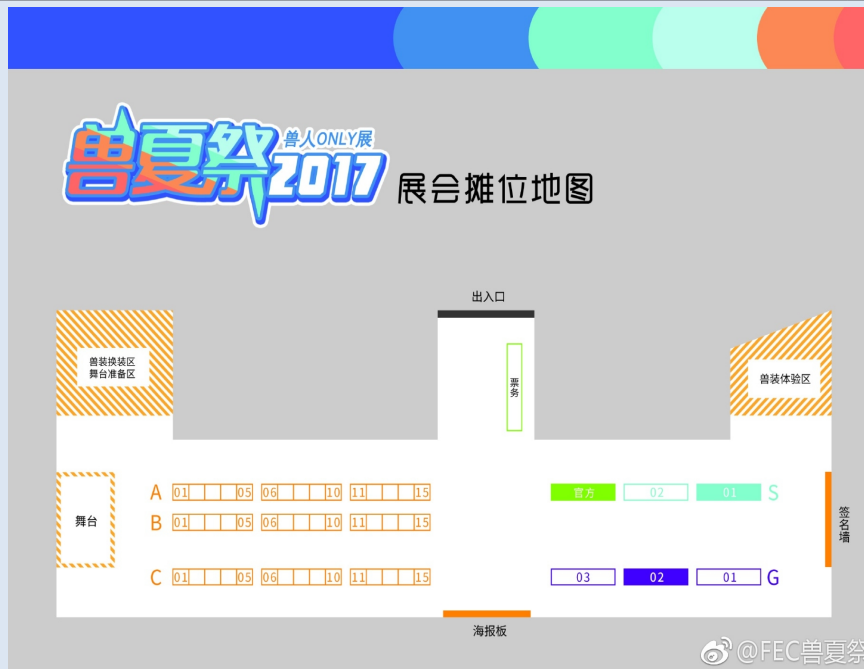 兽夏祭
兽人ONLY展
2017
展会摊位地图
出入口
兽装换装区
舞台准备区
票务
兽装体验区
A 01 05 06 10 11 15
官方 02 01 S
B 01 05 06 10 11 15
舞台
签名墙
C 01 05 06 10 11 15
03 02 01 G
海报板
@FEC兽夏祭